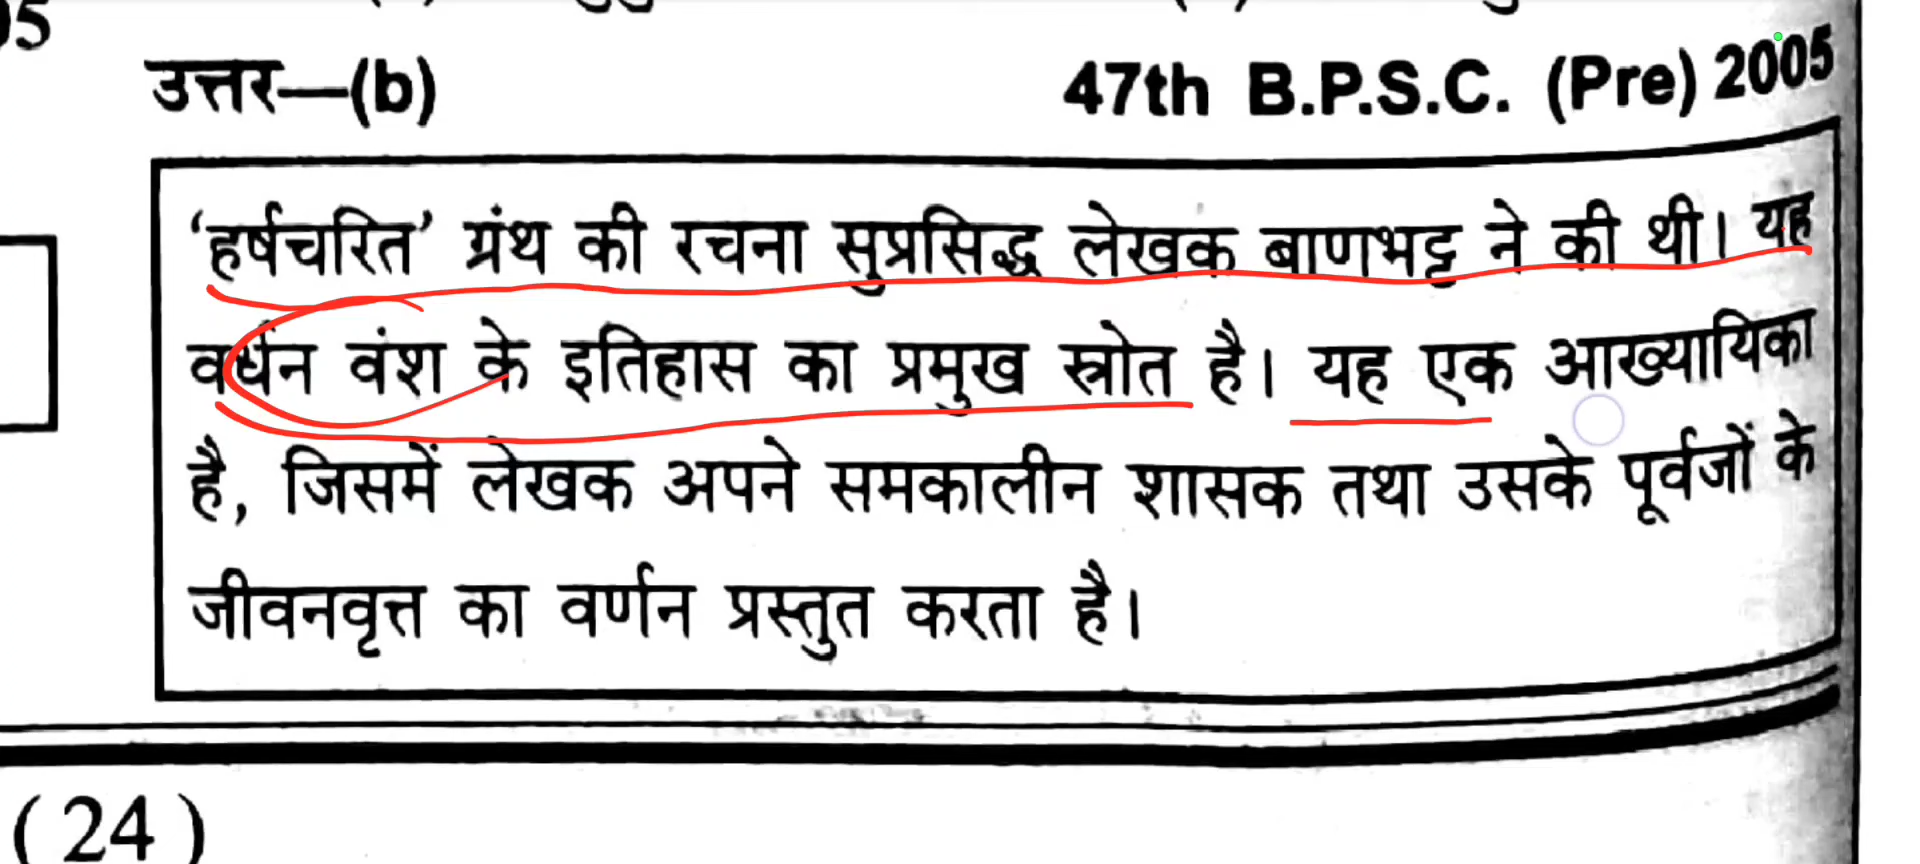 05
उत्तर—(b) 47th B.P.S.C. (Pre) 2005
‘हर्षचरित’ ग्रंथ की रचना सुप्रसिद्ध लेखक बाणभट्ट ने की थी। यह
वर्धन वंश के इतिहास का प्रमुख स्रोत है। यह एक आख्यायिका
है, जिसमें लेखक अपने समकालीन शासक तथा उसके पूर्वजों के
जीवनवृत्त का वर्णन प्रस्तुत करता है।
(24)